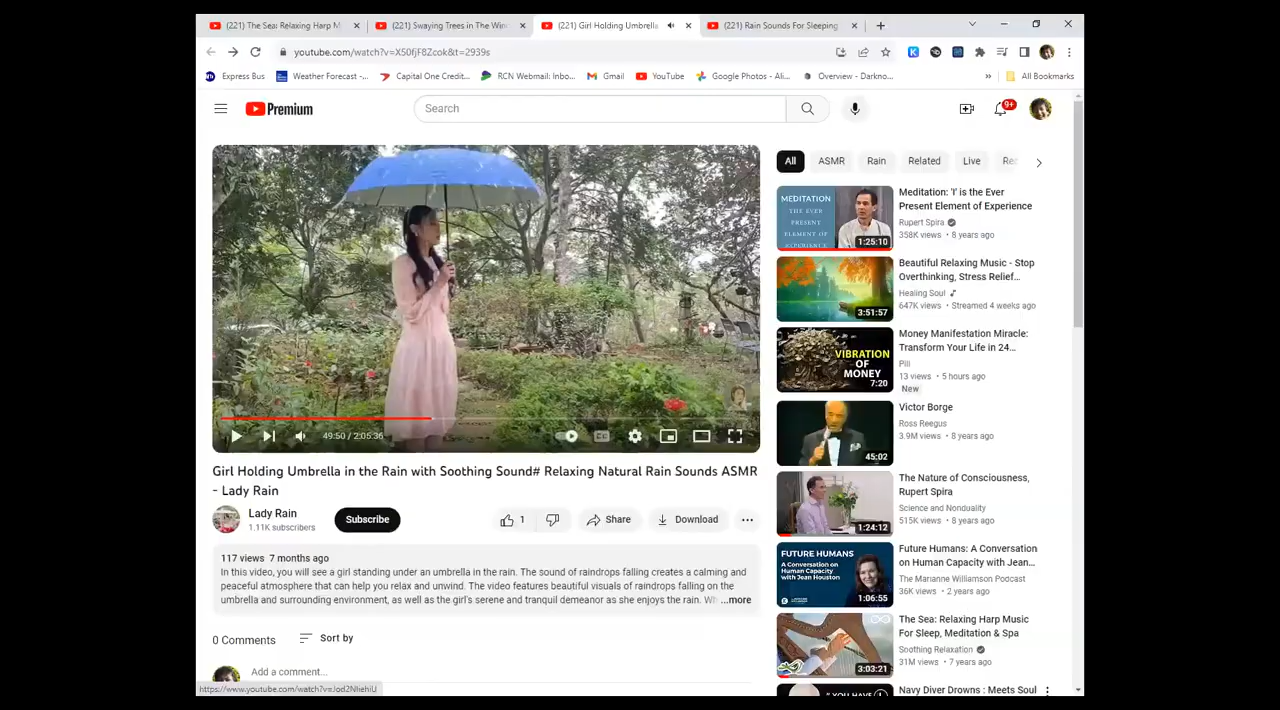 (221) The Sea: Relaxing Harp M
(221) Swaying Trees in The Win
(221) Girl Holding Umbrella
(221) Rain Sounds For Sleeping
youtube.com/watch?v=X50fjF8Zcok&t=2939s
Express Bus
Weather Forecast -...
Capital One Credit...
RCN Webmail: Inbo...
Gmail
YouTube
Google Photos - Ali...
Overview - Darkno...
»
All Bookmarks
Premium
Search
9+
All
ASMR
Rain
Related
Live
MEDITATION
THE EVER
PRESENT
ELEMENT OF
EXPERIENCE
1:25:10
Meditation: 'I' is the Ever
Present Element of Experience
Rupert Spira
358K views • 8 years ago
3:51:57
Beautiful Relaxing Music - Stop
Overthinking, Stress Relief...
Healing Soul
647K views • Streamed 4 weeks ago
VIBRATION
OF
MONEY
7:20
Money Manifestation Miracle:
Transform Your Life in 24...
Pili
13 views • 5 hours ago
New
49:50 / 2:05:36
45:02
Victor Borge
Ross Reegus
3.9M views • 8 years ago
Girl Holding Umbrella in the Rain with Soothing Sound# Relaxing Natural Rain Sounds ASMR
- Lady Rain
1:24:12
The Nature of Consciousness,
Rupert Spira
Science and Nonduality
515K views • 8 years ago
Lady Rain
1.11K subscribers
Subscribe
1
Share
Download
117 views 7 months ago
In this video, you will see a girl standing under an umbrella in the rain. The sound of raindrops falling creates a calming and
peaceful atmosphere that can help you relax and unwind. The video features beautiful visuals of raindrops falling on the
umbrella and surrounding environment, as well as the girl's serene and tranquil demeanor as she enjoys the rain. ...more
FUTURE HUMANS
A Conversation on
Human Capacity
with Jean Houston
1:06:55
Future Humans: A Conversation
on Human Capacity with Jean...
The Marianne Williamson Podcast
36K views • 2 years ago
0 Comments
Sort by
Add a comment...
3:03:21
The Sea: Relaxing Harp Music
For Sleep, Meditation & Spa
Soothing Relaxation
31M views • 7 years ago
Navy Diver Drowns : Meets Soul